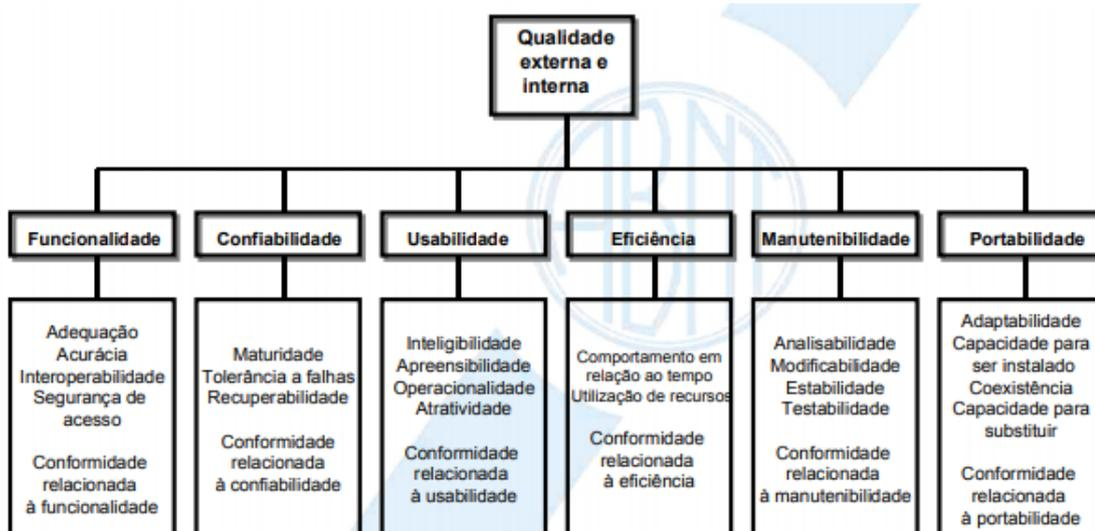 Qualidade
externa e
interna
ABNT
Funcionalidade
Confiabilidade
Usabilidade
Eficiência
Manutenibilidade
Portabilidade
Adequação
Acurácia
Interoperabilidade
Segurança de
acesso
Conformidade
relacionada
à funcionalidade
Maturidade
Tolerância a falhas
Recuperabilidade
Conformidade
relacionada
à confiabilidade
Inteligibilidade
Apreensibilidade
Operacionalidade
Atratividade
Conformidade
relacionada
à usabilidade
Comportamento em
relação ao tempo
Utilização de recursos
Conformidade
relacionada
à eficiência
Analisabilidade
Modificabilidade
Estabilidade
Testabilidade
Conformidade
relacionada
à manutenibilidade
Adaptabilidade
Capacidade para
ser instalado
Coexistência
Capacidade para
substituir
Conformidade
relacionada
à portabilidade